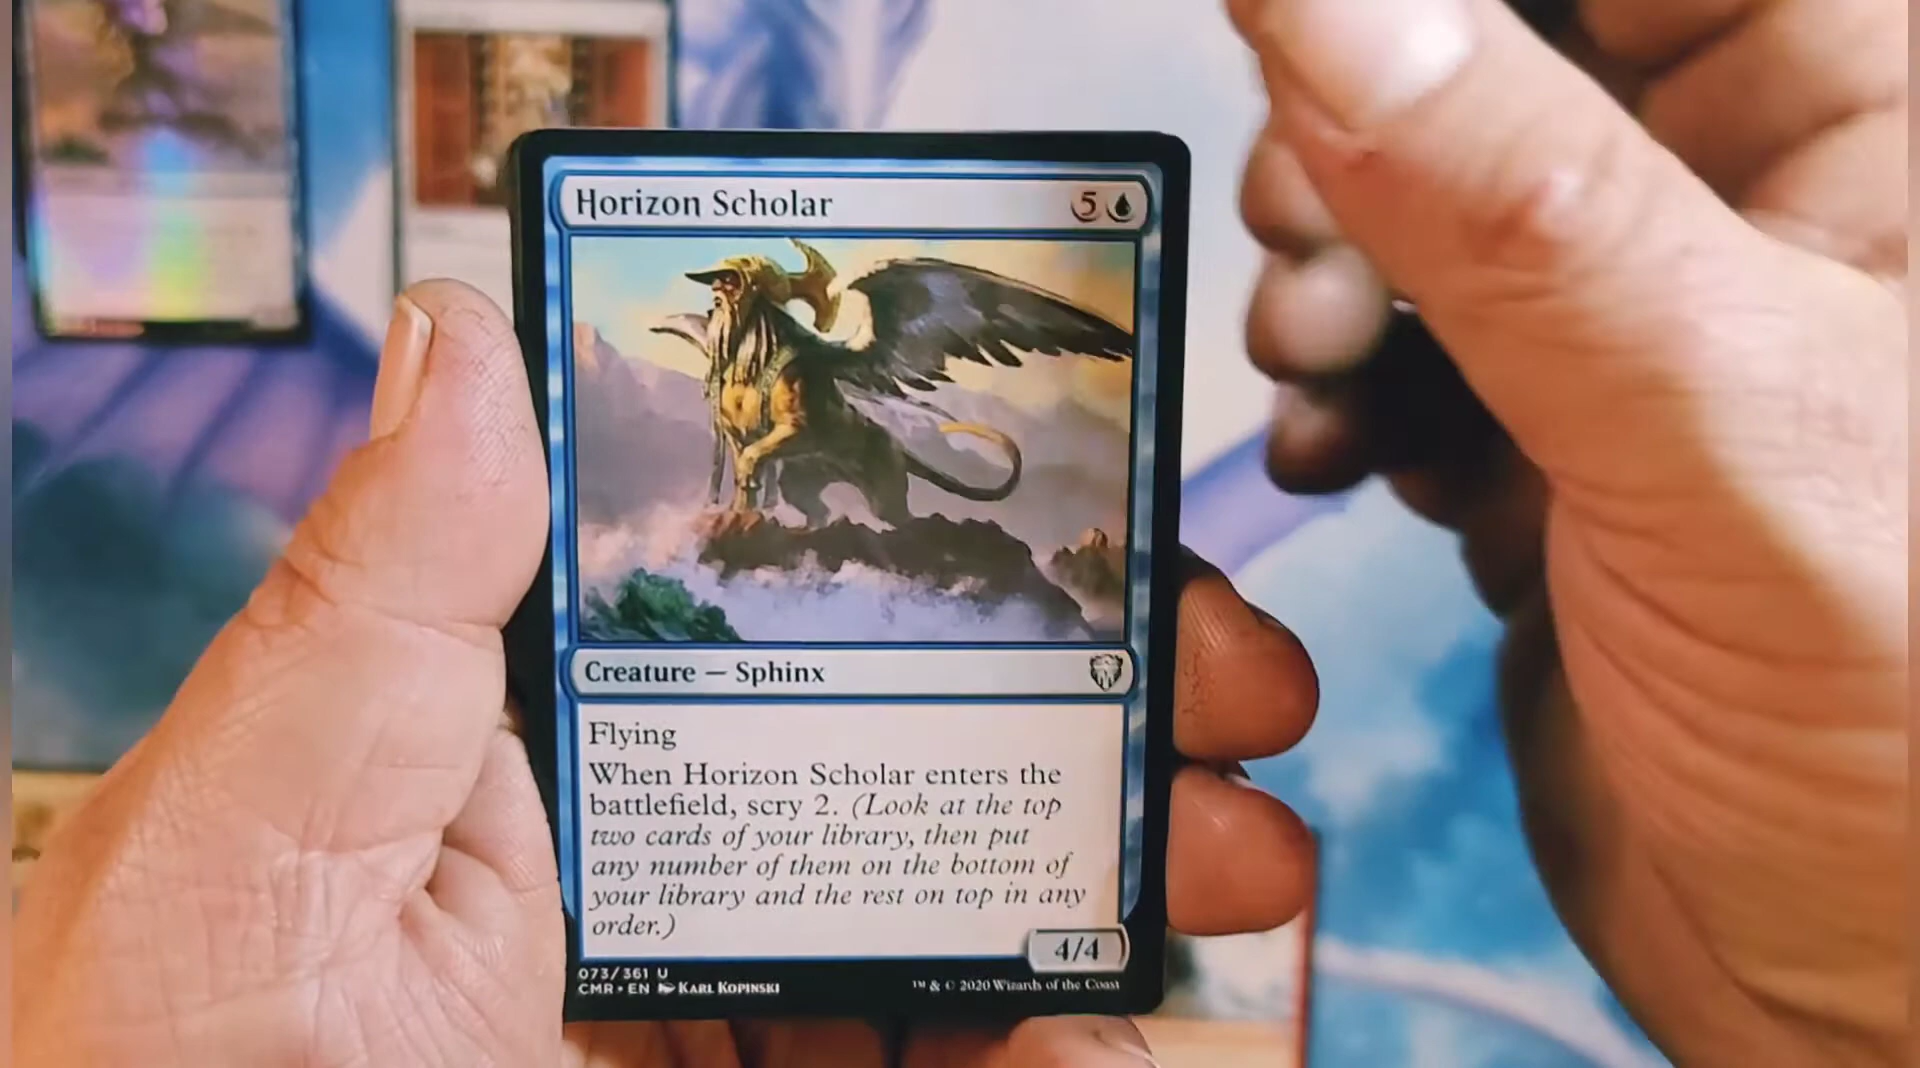 Horizon Scholar 5
Creature — Sphinx
Flying
When Horizon Scholar enters the
battlefield, scry 2. (Look at the top
two cards of your library, then put
any number of them on the bottom of
your library and the rest on top in any
order.)
4/4
073/361 U
CMR • EN Karl Kopinski
™ & © 2020 Wizards of the Coast